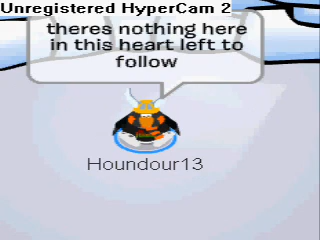 Unregistered HyperCam 2
theres nothing here
in this heart left to
follow
Houndour13